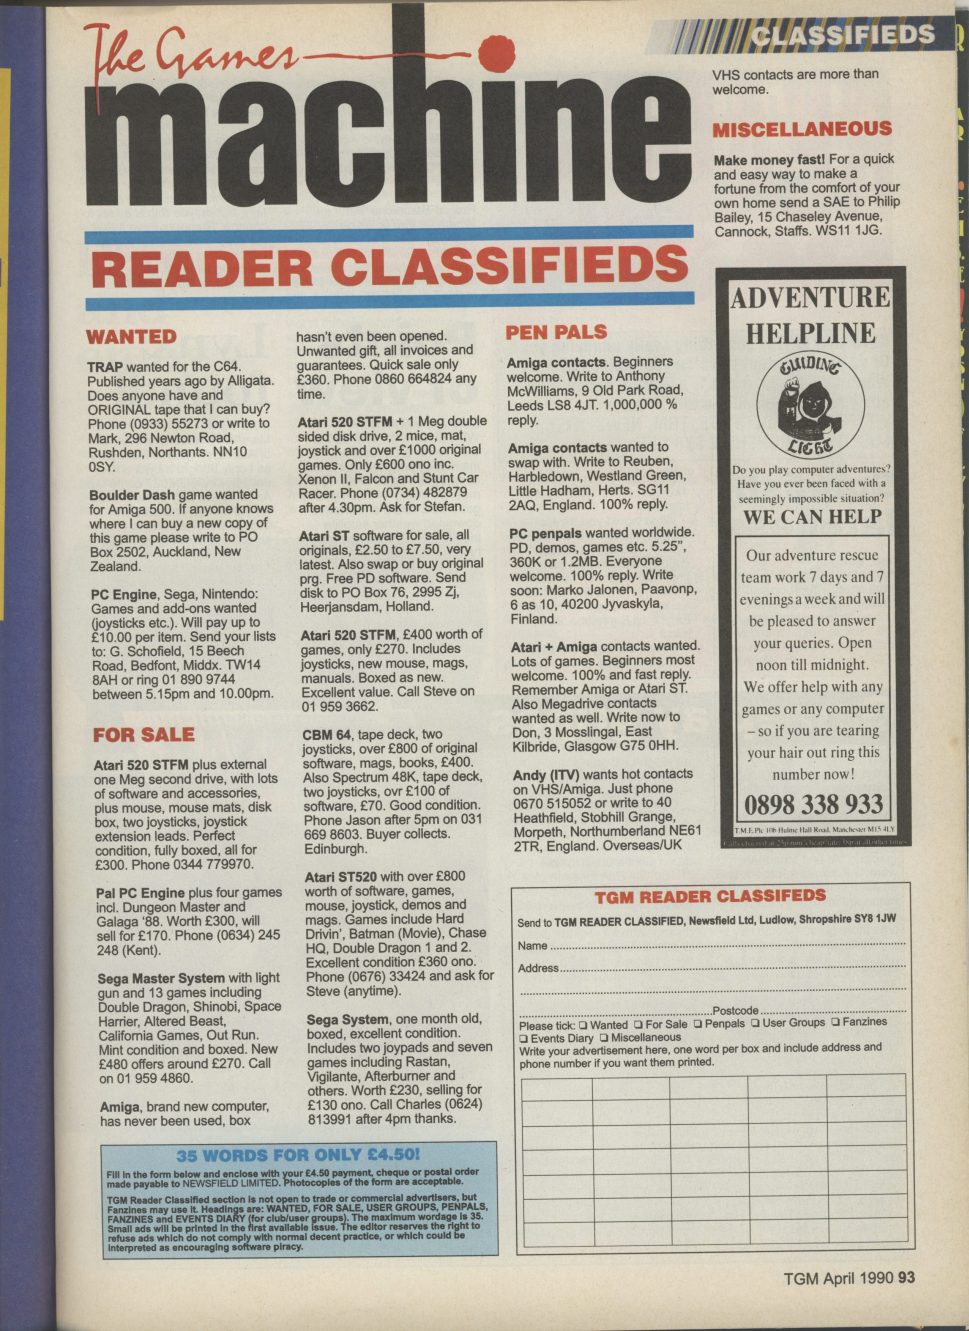 CLASSIFIEDS
The Games
machine
READER CLASSIFIEDS
WANTED
TRAP wanted for the C64.
Published years ago by Alligata.
Does anyone have and
ORIGINAL tape that I can buy?
Phone (0933) 55273 or write to
Mark, 296 Newton Road,
Rushden, Northants. NN10
0SY.
Boulder Dash game wanted
for Amiga 500. If anyone knows
where I can buy a new copy of
this game please write to PO
Box 2502, Auckland, New
Zealand.
PC Engine, Sega, Nintendo:
Games and add-ons wanted
(joysticks etc.). Will pay up to
£10.00 per item. Send your lists
to: G. Schofield, 15 Beech
Road, Bedfont, Middx. TW14
8AH or ring 01 890 9744
between 5.15pm and 10.00pm.
FOR SALE
Atari 520 STFM plus external
one Meg second drive, with lots
of software and accessories,
plus mouse, mouse mats, disk
box, two joysticks, joystick
extension leads. Perfect
condition, fully boxed, all for
£300. Phone 0344 779970.
Pal PC Engine plus four games
incl. Dungeon Master and
Galaga '88. Worth £300, will
sell for £170. Phone (0634) 245
248 (Kent).
Sega Master System with light
gun and 13 games including
Double Dragon, Shinobi, Space
Harrier, Altered Beast,
California Games, Out Run.
Mint condition and boxed. New
£480 offers around £270. Call
on 01 959 4860.
Amiga, brand new computer,
has never been used, box
hasn't even been opened.
Unwanted gift, all invoices and
guarantees. Quick sale only
£360. Phone 0860 664824 any
time.
Atari 520 STFM + 1 Meg double
sided disk drive, 2 mice, mat,
joystick and over £1000 original
games. Only £600 ono inc.
Xenon II, Falcon and Stunt Car
Racer. Phone (0734) 482879
after 4.30pm. Ask for Stefan.
Atari ST software for sale, all
originals, £2.50 to £7.50, very
latest. Also swap or buy original
prg. Free PD software. Send
disk to PO Box 76, 2995 Zj,
Heerjansdam, Holland.
Atari 520 STFM, £400 worth of
games, only £270. Includes
joysticks, new mouse, mags,
manuals. Boxed as new.
Excellent value. Call Steve on
01 959 3662.
CBM 64, tape deck, two
joysticks, over £800 of original
software, mags, books, £400.
Also Spectrum 48K, tape deck,
two joysticks, ovr £100 of
software, £70. Good condition.
Phone Jason after 5pm on 031
669 8603. Buyer collects.
Edinburgh.
Atari ST520 with over £800
worth of software, games,
mouse, joystick, demos and
mags. Games include Hard
Drivin', Batman (Movie), Chase
HQ, Double Dragon 1 and 2.
Excellent condition £360 ono.
Phone (0676) 33424 and ask for
Steve (anytime).
Sega System, one month old,
boxed, excellent condition.
Includes two joypads and seven
games including Rastan,
Vigilante, Afterburner and
others. Worth £230, selling for
£130 ono. Call Charles (0624)
813991 after 4pm thanks.
PEN PALS
Amiga contacts. Beginners
welcome. Write to Anthony
McWilliams, 9 Old Park Road,
Leeds LS8 4JT. 1,000,000 %
reply.
Amiga contacts wanted to
swap with. Write to Reuben,
Harbledown, Westland Green,
Little Hadham, Herts. SG11
2AQ, England. 100% reply.
PC penpals wanted worldwide.
PD, demos, games etc. 5.25",
360K or 1.2MB. Everyone
welcome. 100% reply. Write
soon: Marko Jalonen, Paavonp,
6 as 10, 40200 Jyvaskyla,
Finland.
Atari + Amiga contacts wanted.
Lots of games. Beginners most
welcome. 100% and fast reply.
Remember Amiga or Atari ST.
Also Megadrive contacts
wanted as well. Write now to
Don, 3 Mosslingal, East
Kilbride, Glasgow G75 0HH.
Andy (ITV) wants hot contacts
on VHS/Amiga. Just phone
0670 515052 or write to 40
Heathfield, Stobhill Grange,
Morpeth, Northumberland NE61
2TR, England. Overseas/UK
VHS contacts are more than
welcome.
MISCELLANEOUS
Make money fast! For a quick
and easy way to make a
fortune from the comfort of your
own home send a SAE to Philip
Bailey, 15 Chaseley Avenue,
Cannock, Staffs. WS11 1JG.
ADVENTURE
HELPLINE
GUIDING
LIGHT
Do you play computer adventures?
Have you ever been faced with a
seemingly impossible situation?
WE CAN HELP
Our adventure rescue
team work 7 days and 7
evenings a week and will
be pleased to answer
your queries. Open
noon till midnight.
We offer help with any
games or any computer
– so if you are tearing
your hair out ring this
number now!
0898 338 933
T.M.E. Plc 10b Hulme Hall Road, Manchester M15 4LY
35 WORDS FOR ONLY £4.50!
Fill in the form below and enclose with your £4.50 payment, cheque or postal order
made payable to NEWSFIELD LIMITED. Photocopies of the form are acceptable.
TGM Reader Classified section is not open to trade or commercial advertisers, but
Fanzines may use it. Headings are: WANTED, FOR SALE, USER GROUPS, PENPALS,
FANZINES and EVENTS DIARY (for club/user groups). The maximum wordage is 35.
Small ads will be printed in the first available issue. The editor reserves the right to
refuse ads which do not comply with normal decent practice, or which could be
interpreted as encouraging software piracy.
TGM READER CLASSIFEDS
Send to TGM READER CLASSIFIED, Newsfield Ltd, Ludlow, Shropshire SY8 1JW
Name
Address
Postcode
Please tick: ❏ Wanted ❏ For Sale ❏ Penpals ❏ User Groups ❏ Fanzines
❏ Events Diary ❏ Miscellaneous
Write your advertisement here, one word per box and include address and
phone number if you want them printed.
TGM April 1990 93